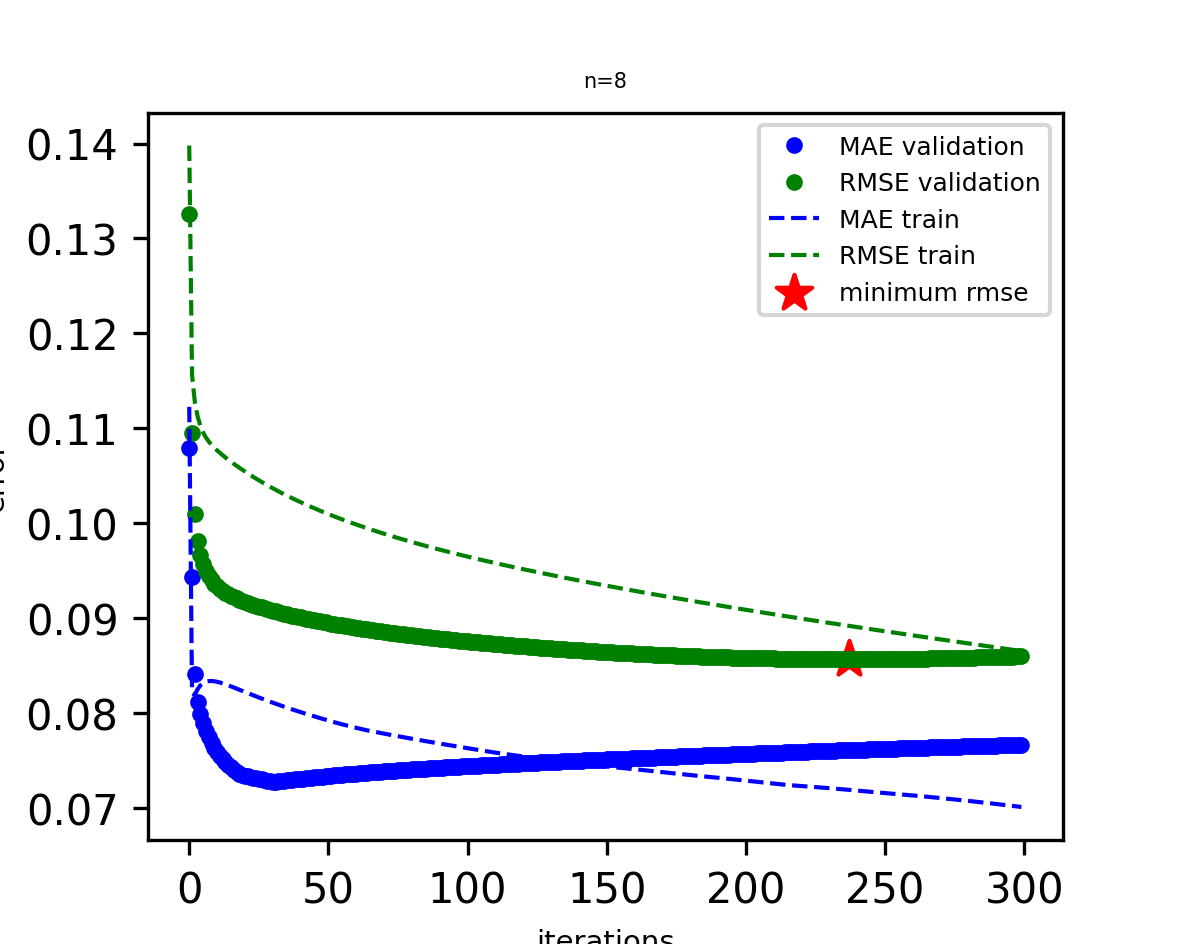 n=8
0.14
0.13
0.12
0.11
0.10
0.09
0.08
0.07
MAE validation
RMSE validation
MAE train
RMSE train
minimum rmse
0 50 100 150 200 250 300
iterations